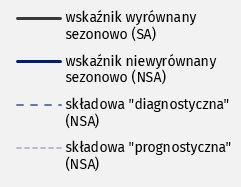 wskaźnik wyrównany
sezonowo (SA)
wskaźnik niewyrównany
sezonowo (NSA)
składowa "diagnostyczna"
(NSA)
składowa "prognostyczna"
(NSA)